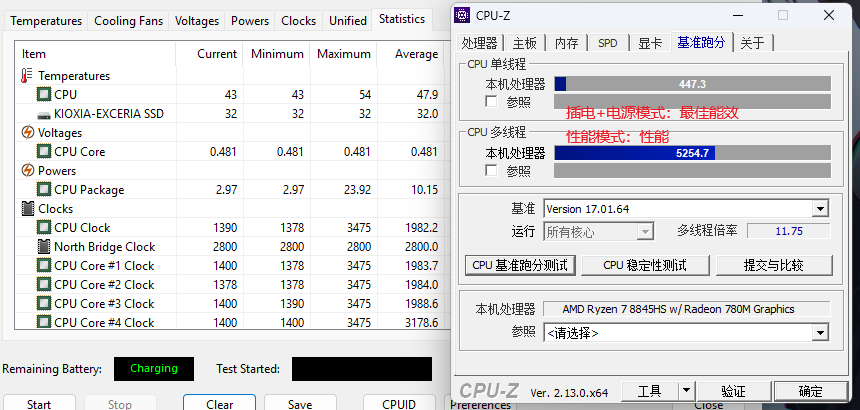 Temperatures Cooling Fans Voltages Powers Clocks Unified Statistics
Item Current Minimum Maximum Average
Temperatures
CPU 43 43 54 47.9
KIOXIA-EXCERIA SSD 32 32 32 32.0
Voltages
CPU Core 0.481 0.481 0.481 0.481
Powers
CPU Package 2.97 2.97 23.92 10.15
Clocks
CPU Clock 1390 1378 3475 1982.2
North Bridge Clock 2800 2800 2800 2800.0
CPU Core #1 Clock 1400 1378 3475 1983.7
CPU Core #2 Clock 1378 1378 3475 1984.0
CPU Core #3 Clock 1400 1390 3475 1988.6
CPU Core #4 Clock 1400 1400 3475 3178.6
Remaining Battery: Charging Test Started:
Start Stop Clear Save CPUID Preferences Close
CPU-Z
处理器 主板 内存 SPD 显卡 基准跑分 关于
CPU 单线程
本机处理器 447.3
参照
插电+电源模式：最佳能效
CPU 多线程
性能模式：性能
本机处理器 5254.7
参照
基准 Version 17.01.64
运行 所有核心 多线程倍率 11.75
CPU 基准跑分测试 CPU 稳定性测试 提交与比较
本机处理器 AMD Ryzen 7 8845HS w/ Radeon 780M Graphics
参照 <请选择>
CPU-Z Ver. 2.13.0.x64 工具 验证 确定